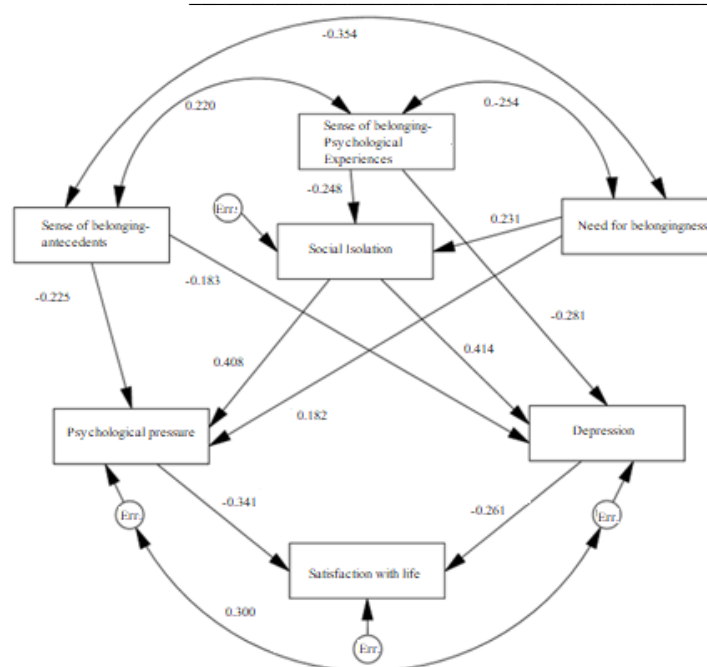 -0.354
0.220
0.-254
Sense of belonging-
Psychological
Experiences
-0.248
Err.
Sense of belonging-
antecedents
Social Isolation
0.231
Need for belongingness
-0.225
-0.183
-0.281
0.408
0.414
Psychological pressure
0.182
Depression
Err.
-0.341
-0.261
Err.
Satisfaction with life
0.300
Err.